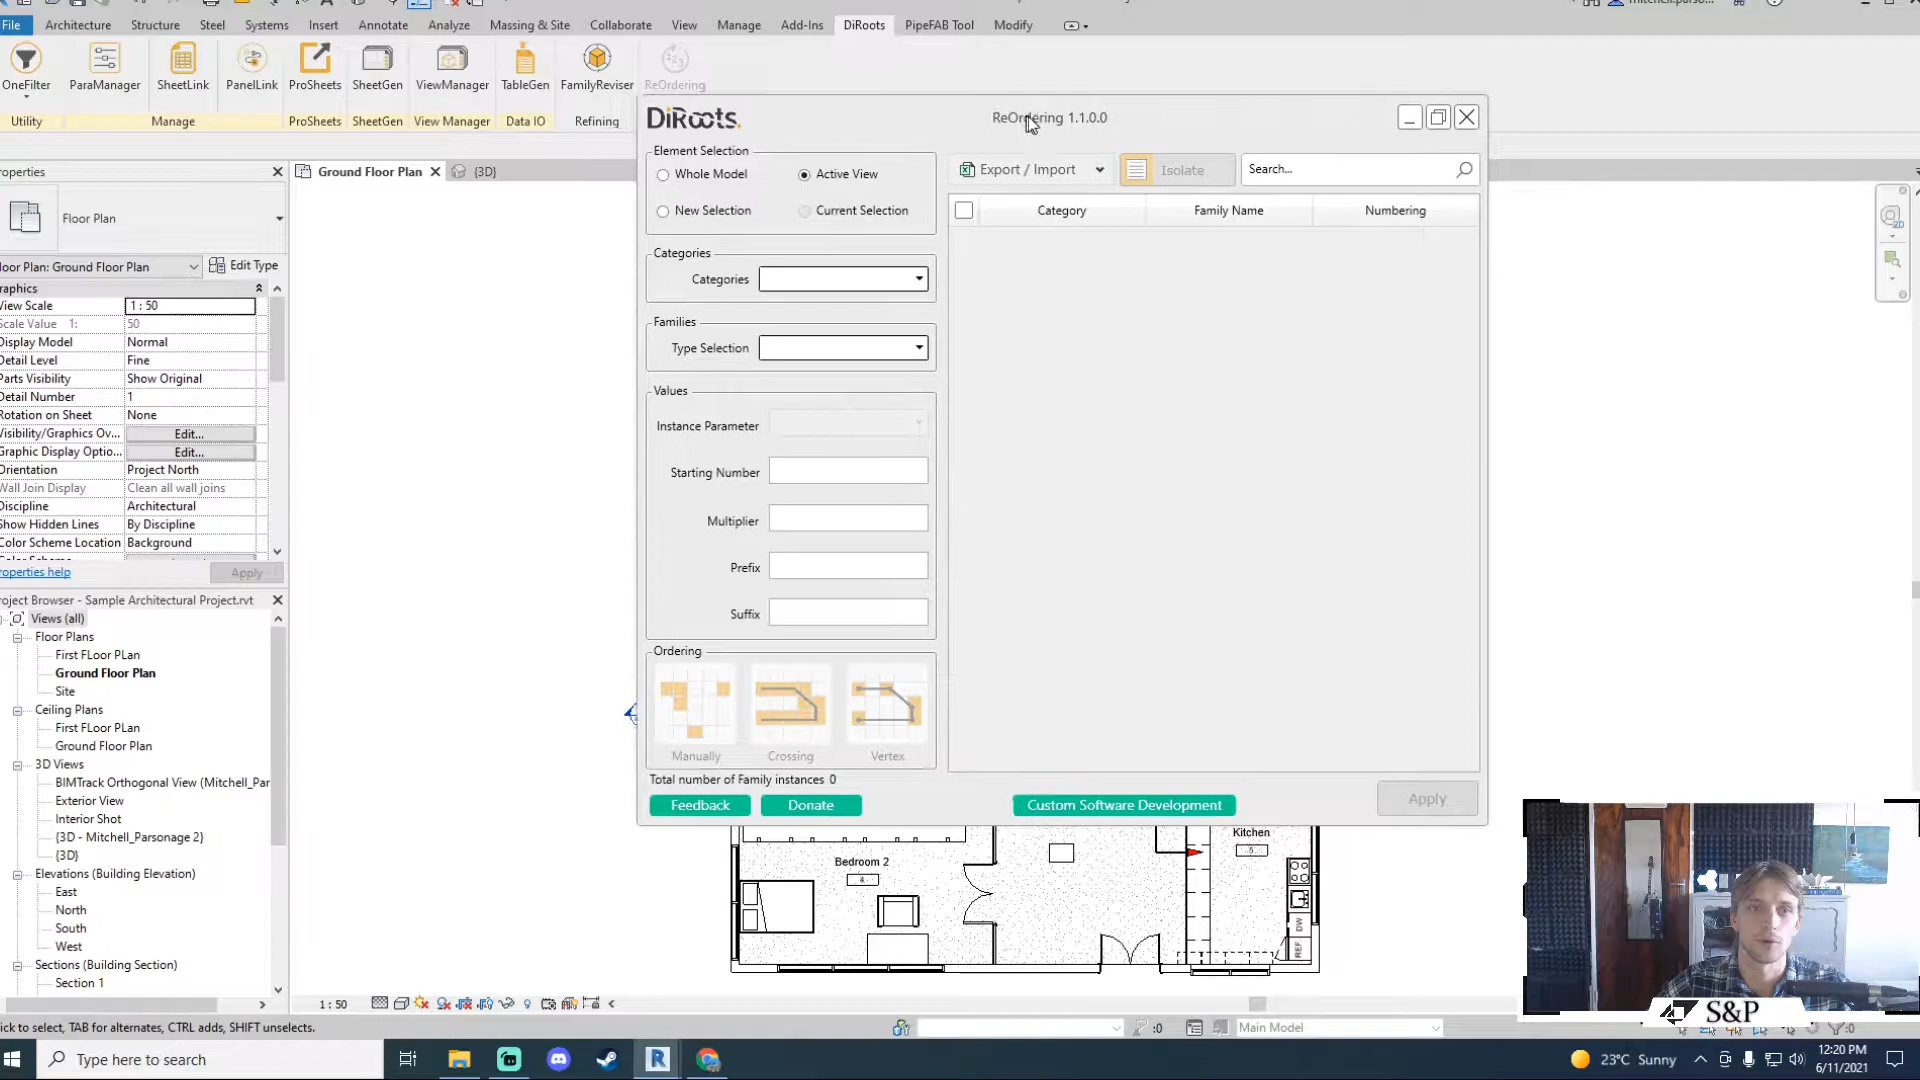 File Architecture Structure Steel Systems Insert Annotate Analyze Massing & Site Collaborate View Manage Add-Ins DiRoots PipeFAB Tool Modify
OneFilter ParaManager SheetLink PanelLink ProSheets SheetGen ViewManager TableGen FamilyReviser ReOrdering
Utility Manage ProSheets SheetGen View Manager Data IO Refining
DiRoots.
ReOrdering 1.1.0.0
Element Selection
Whole Model Active View
New Selection Current Selection
Export / Import Isolate Search...
Category Family Name Numbering
Categories
Categories
Families
Type Selection
Values
Instance Parameter
Starting Number
Multiplier
Prefix
Suffix
Ordering
Manually Crossing Vertex
Total number of Family instances 0
Feedback Donate Custom Software Development Apply
roperties
Floor Plan
loor Plan: Ground Floor Plan Edit Type
raphics
View Scale 1 : 50
Scale Value 1: 50
Display Model Normal
Detail Level Fine
Parts Visibility Show Original
Detail Number 1
Rotation on Sheet None
Visibility/Graphics Ov... Edit...
Graphic Display Optio... Edit...
Orientation Project North
Wall Join Display Clean all wall joins
Discipline Architectural
Show Hidden Lines By Discipline
Color Scheme Location Background
roperties help Apply
roject Browser - Sample Architectural Project.rvt
Views (all)
Floor Plans
First FLoor PLan
Ground Floor Plan
Site
Ceiling Plans
First FLoor PLan
Ground Floor Plan
3D Views
BIMTrack Orthogonal View (Mitchell_Par
Exterior View
Interior Shot
{3D - Mitchell_Parsonage 2}
{3D}
Elevations (Building Elevation)
East
North
South
West
Sections (Building Section)
Section 1
Ground Floor Plan {3D}
2D
Bedroom 2
4
Kitchen
5
DW
REF
1 : 50
ick to select, TAB for alternates, CTRL adds, SHIFT unselects.
:0 Main Model :0
S&P
Type here to search
23°C Sunny
12:20 PM
6/11/2021